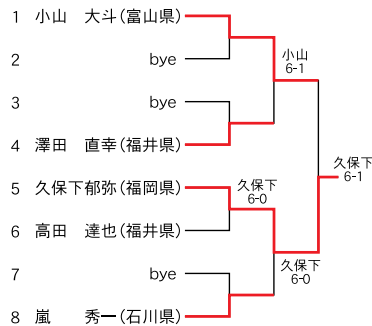 1 小山　大斗(富山県)
2 bye
3 bye
4 澤田　直幸(福井県)
5 久保下郁弥(福岡県)
6 高田　達也(福井県)
7 bye
8 嵐　秀一(石川県)
小山
6-1
久保下
6-0
久保下
6-0
久保下
6-1